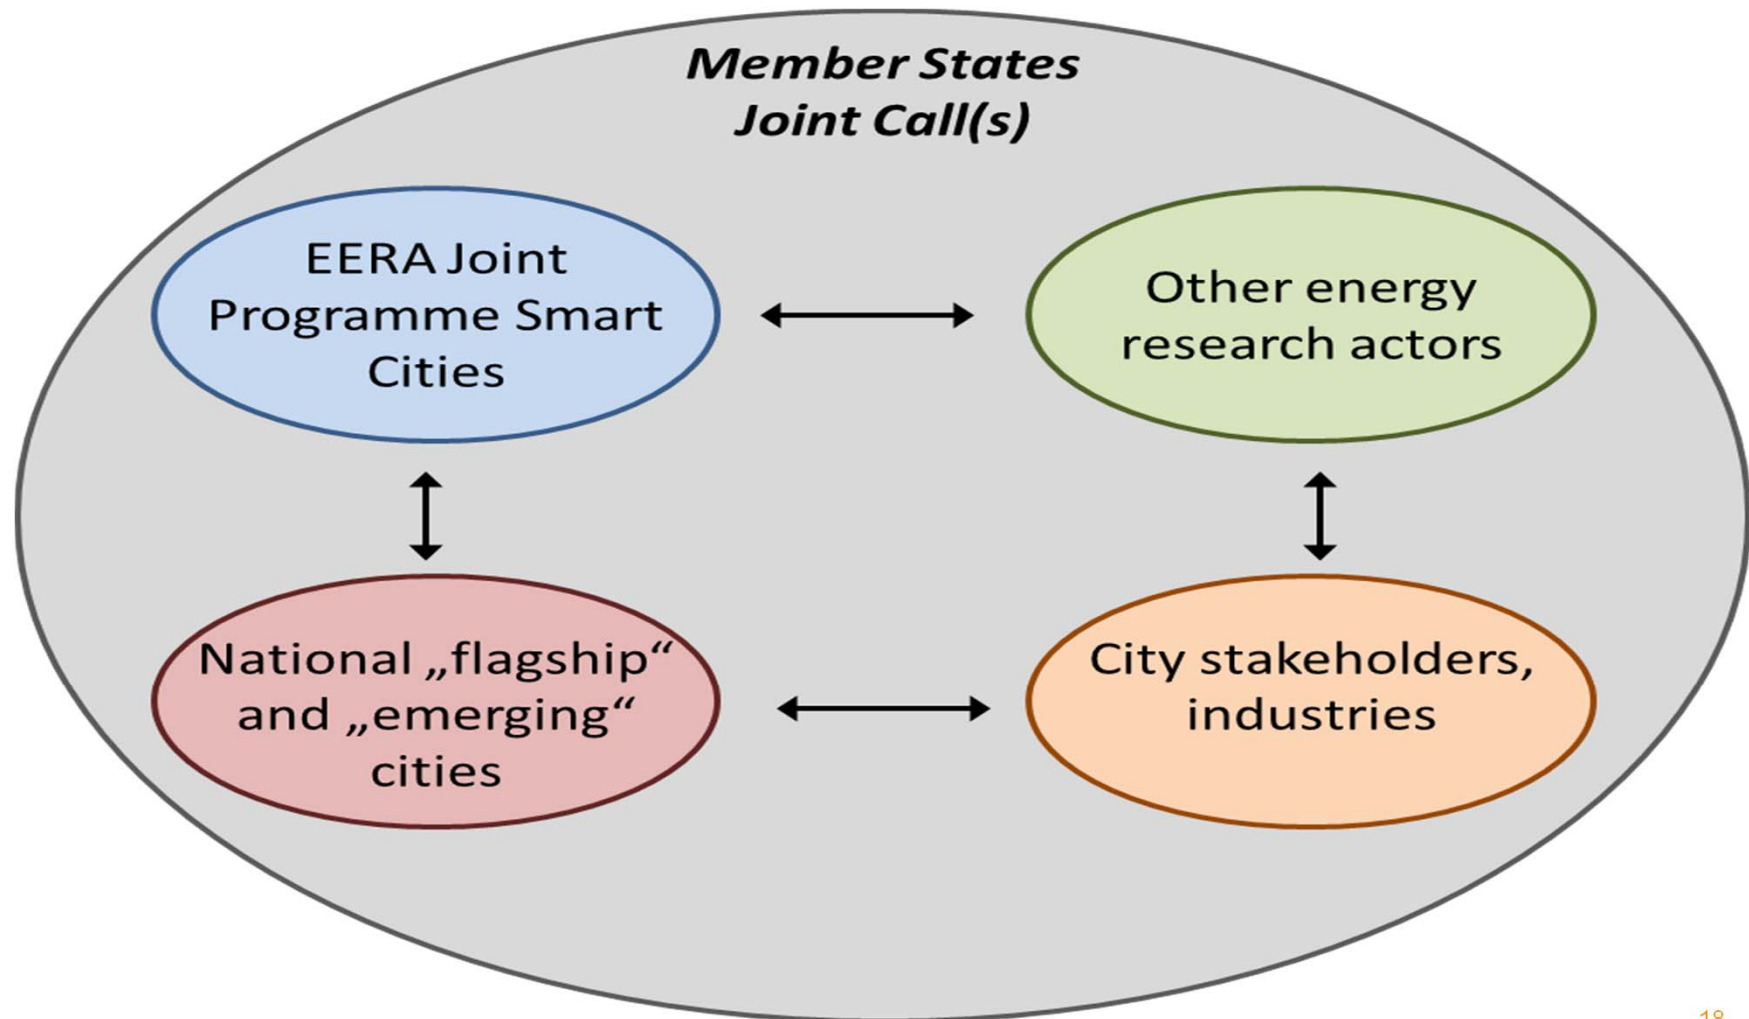 Member States
Joint Call(s)
EERA Joint
Programme Smart
Cities
Other energy
research actors
National „flagship“
and „emerging“
cities
City stakeholders,
industries
18